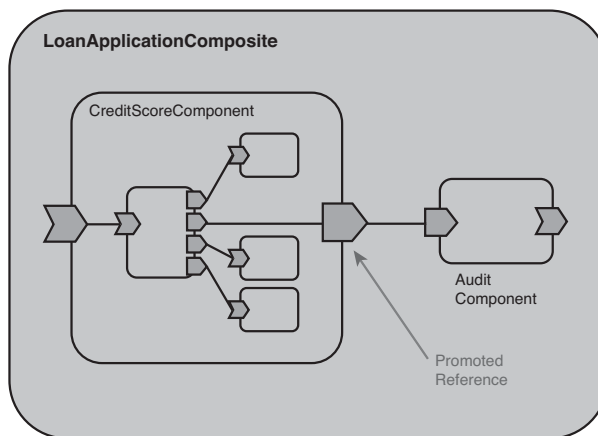 LoanApplicationComposite
CreditScoreComponent
Audit
Component
Promoted
Reference